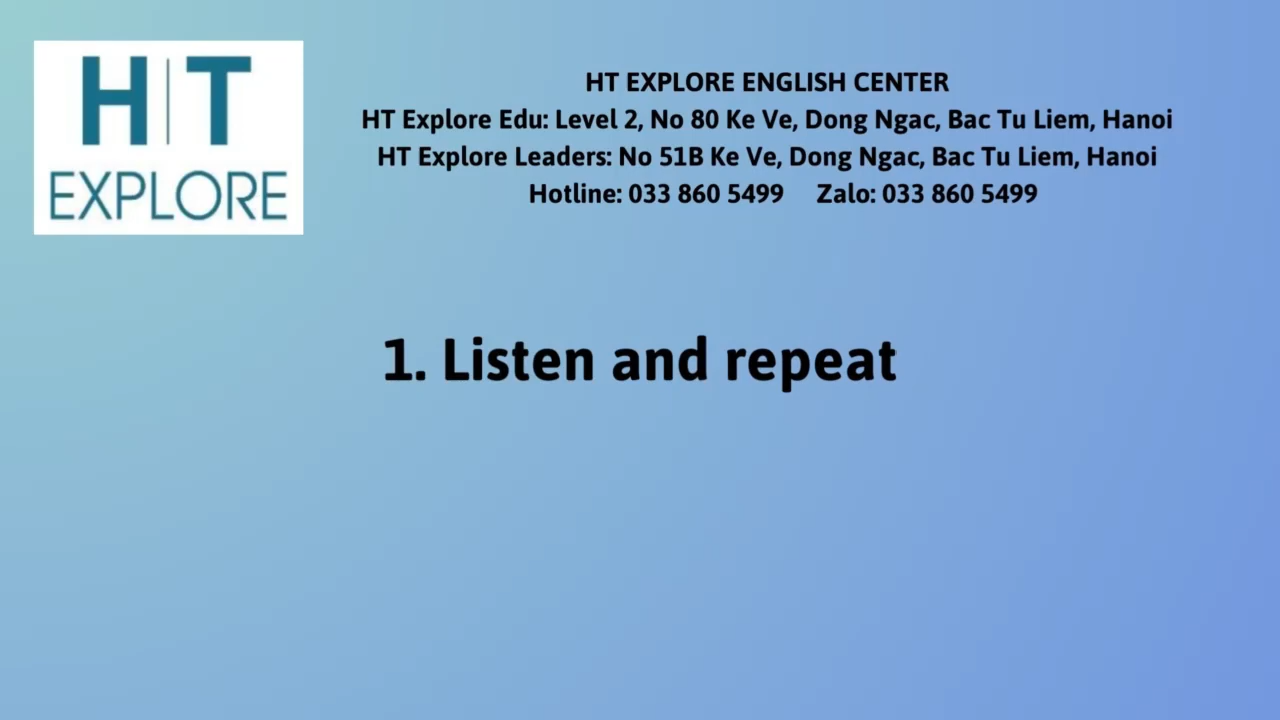 H|T
EXPLORE
HT EXPLORE ENGLISH CENTER
HT Explore Edu: Level 2, No 80 Ke Ve, Dong Ngac, Bac Tu Liem, Hanoi
HT Explore Leaders: No 51B Ke Ve, Dong Ngac, Bac Tu Liem, Hanoi
Hotline: 033 860 5499 Zalo: 033 860 5499
1. Listen and repeat